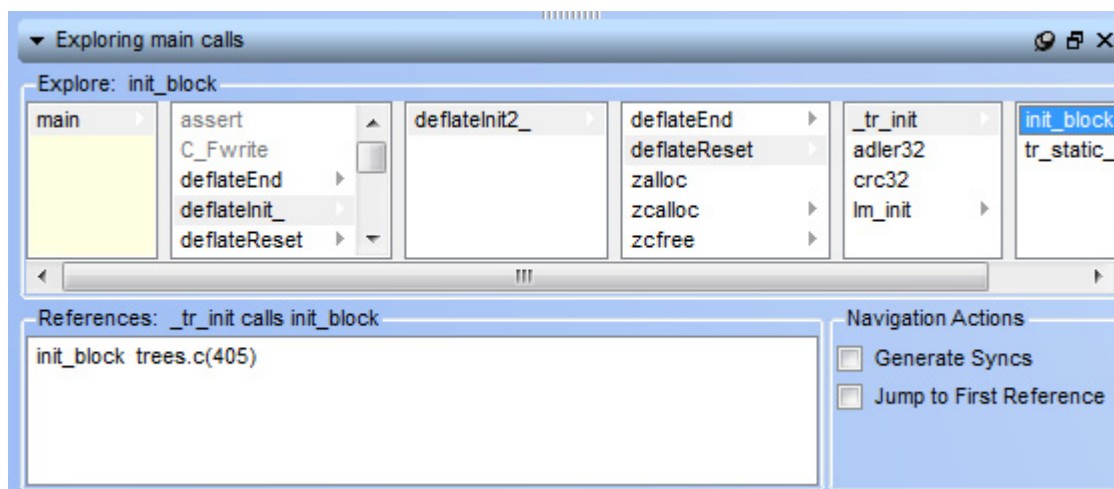 Exploring main calls
Explore: init_block
main
assert
C_Fwrite
deflateEnd
deflateInit_
deflateReset
deflateInit2_
deflateEnd
deflateReset
zalloc
zcalloc
zcfree
_tr_init
adler32
crc32
lm_init
init_block
tr_static_
References: _tr_init calls init_block
init_block trees.c(405)
Navigation Actions
Generate Syncs
Jump to First Reference